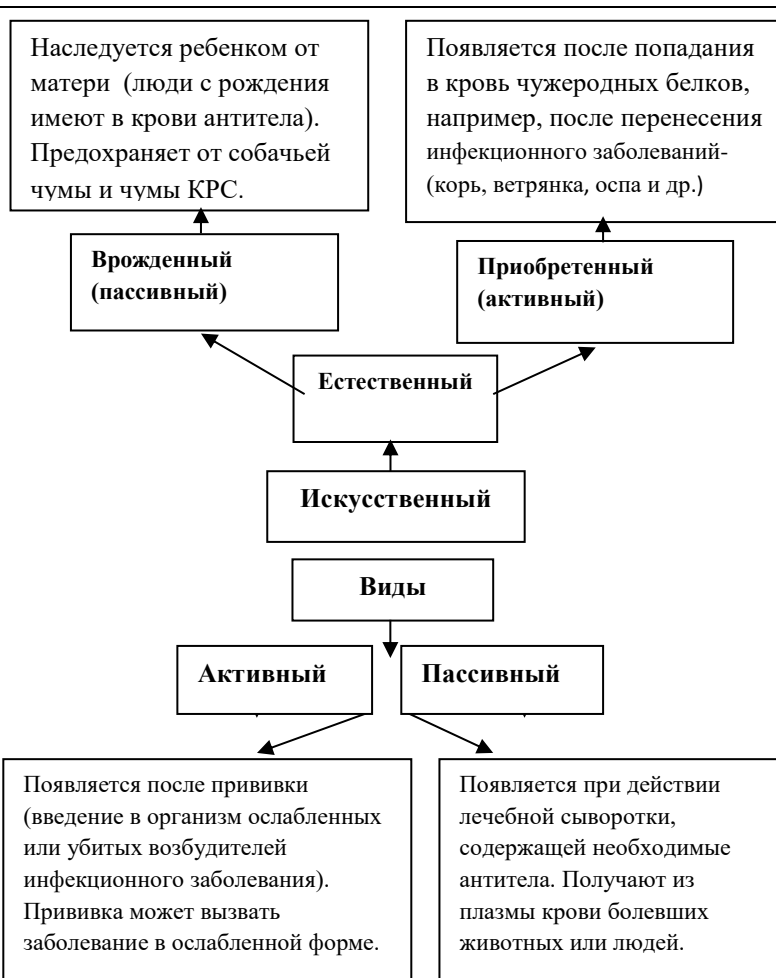 Наследуется ребенком от
матери (люди с рождения
имеют в крови антитела).
Предохраняет от собачьей
чумы и чумы КРС.
Появляется после попадания
в кровь чужеродных белков,
например, после перенесения
инфекционного заболеваний-
(корь, ветрянка, оспа и др.)
Врожденный
(пассивный)
Приобретенный
(активный)
Естественный
Искусственный
Виды
Активный
Пассивный
Появляется после прививки
(введение в организм ослабленных
или убитых возбудителей
инфекционного заболевания).
Прививка может вызвать
заболевание в ослабленной форме.
Появляется при действии
лечебной сыворотки,
содержащей необходимые
антитела. Получают из
плазмы крови болевших
животных или людей.